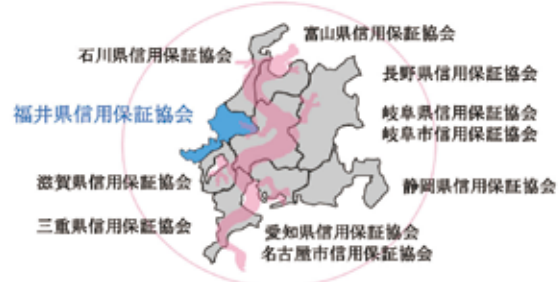 富山県信用保証協会
石川県信用保証協会
長野県信用保証協会
福井県信用保証協会
岐阜県信用保証協会
岐阜市信用保証協会
滋賀県信用保証協会
静岡県信用保証協会
三重県信用保証協会
愛知県信用保証協会
名古屋市信用保証協会